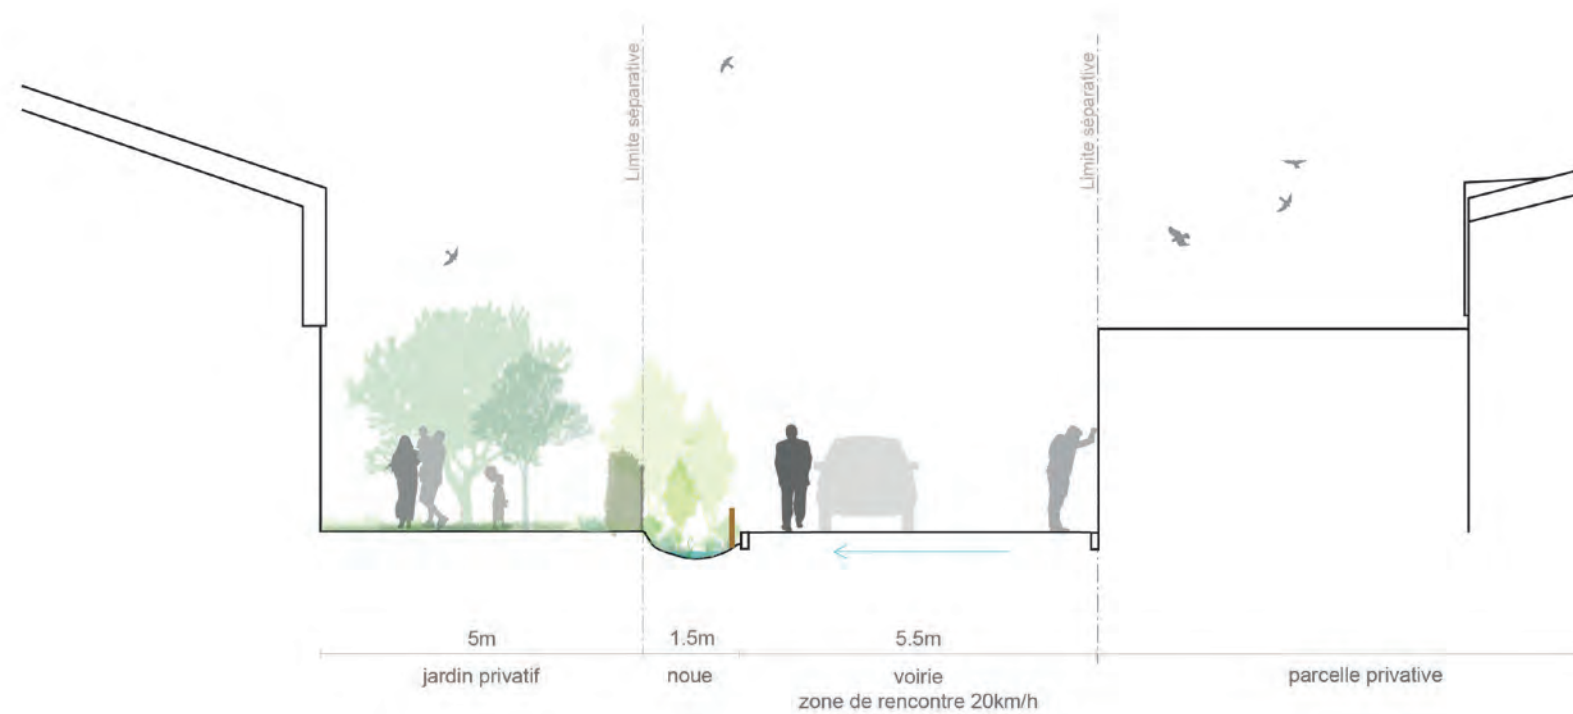 Limite séparative
Limite séparative
5m
1.5m
5.5m
jardin privatif
noue
voirie
parcelle privative
zone de rencontre 20km/h